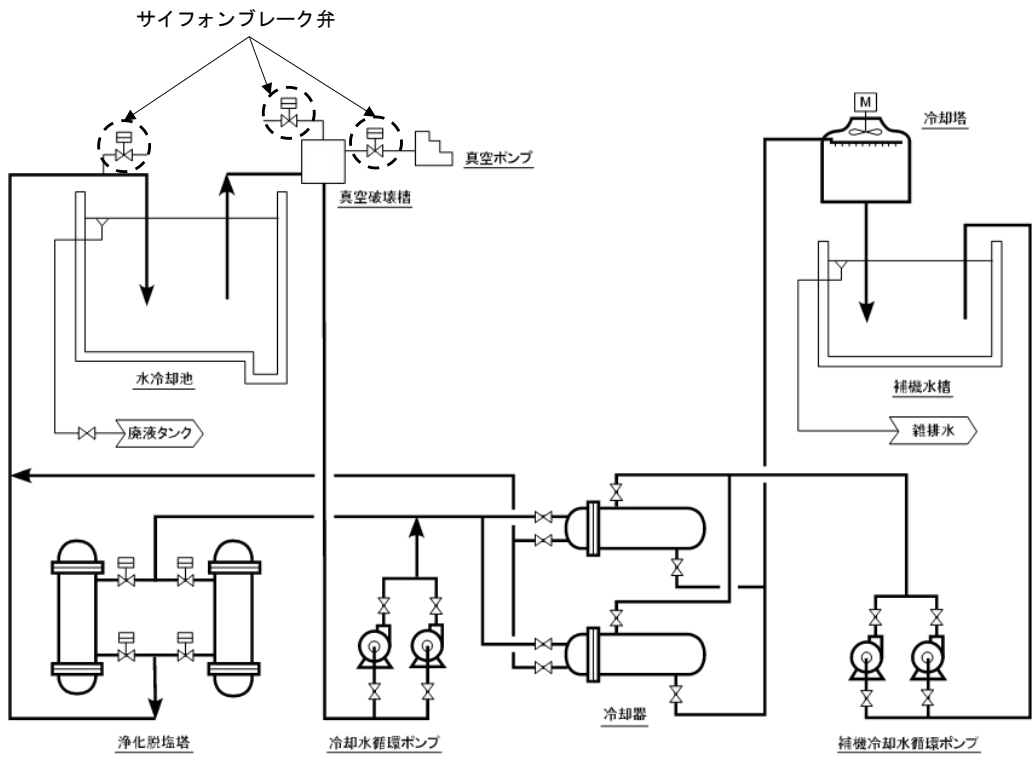 サイフォンブレーク弁
M
冷却塔
真空ポンプ
真空破壊槽
水冷却池
補機水槽
廃液タンク
雑排水
冷却器
浄化脱塩塔
冷却水循環ポンプ
補機冷却水循環ポンプ